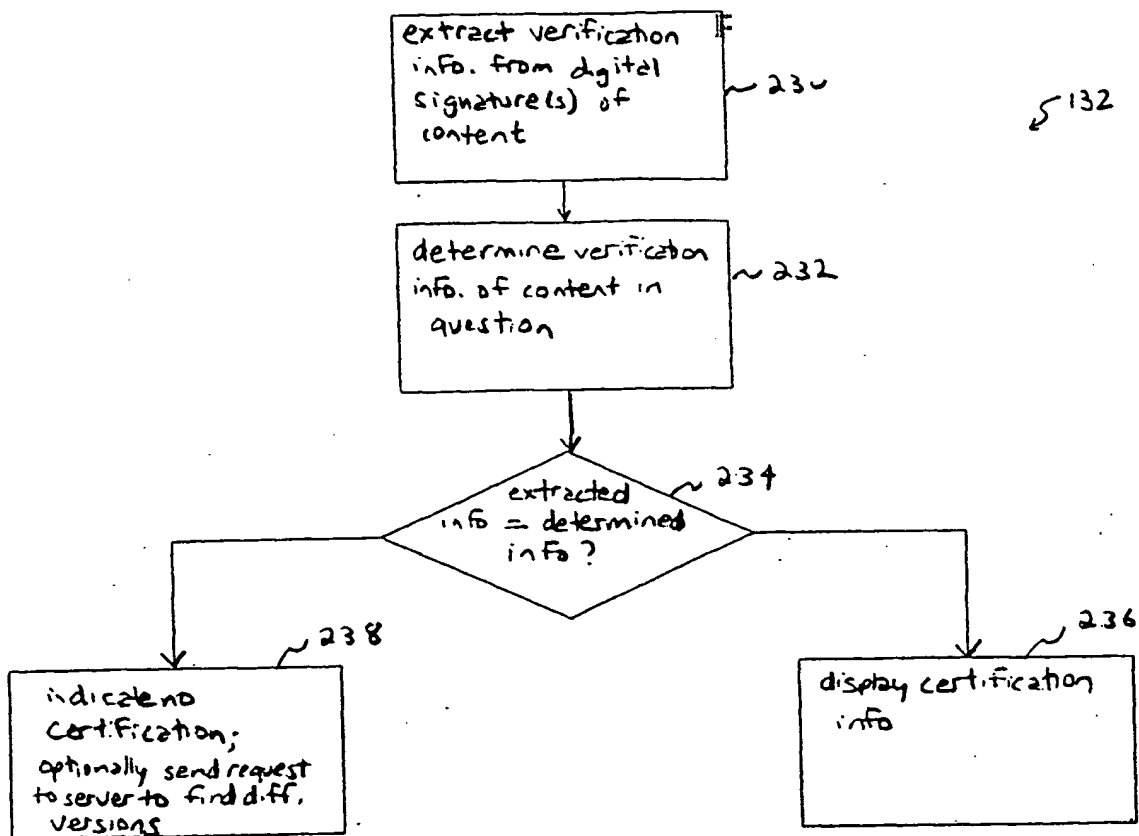 extract verification
info. from digital
signature(s) of
content
230
132
determine verification
info. of content in
question
232
extracted
info = determined
info?
234
238
indicate no
certification;
optionally send request
to server to find diff.
versions
236
display certification
info